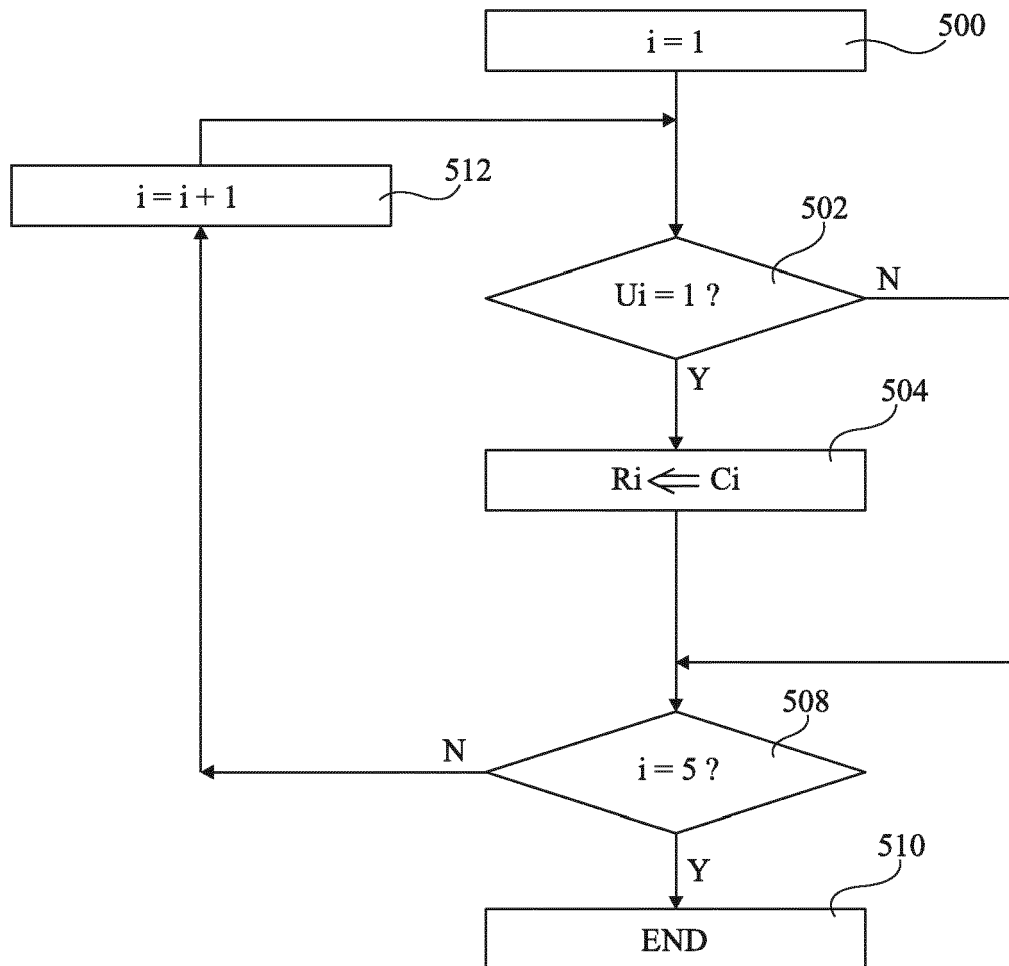 i = 1
500
i = i + 1
512
502
Ui = 1 ?
N
Y
504
Ri ⇐ Ci
508
N
i = 5 ?
Y
510
END